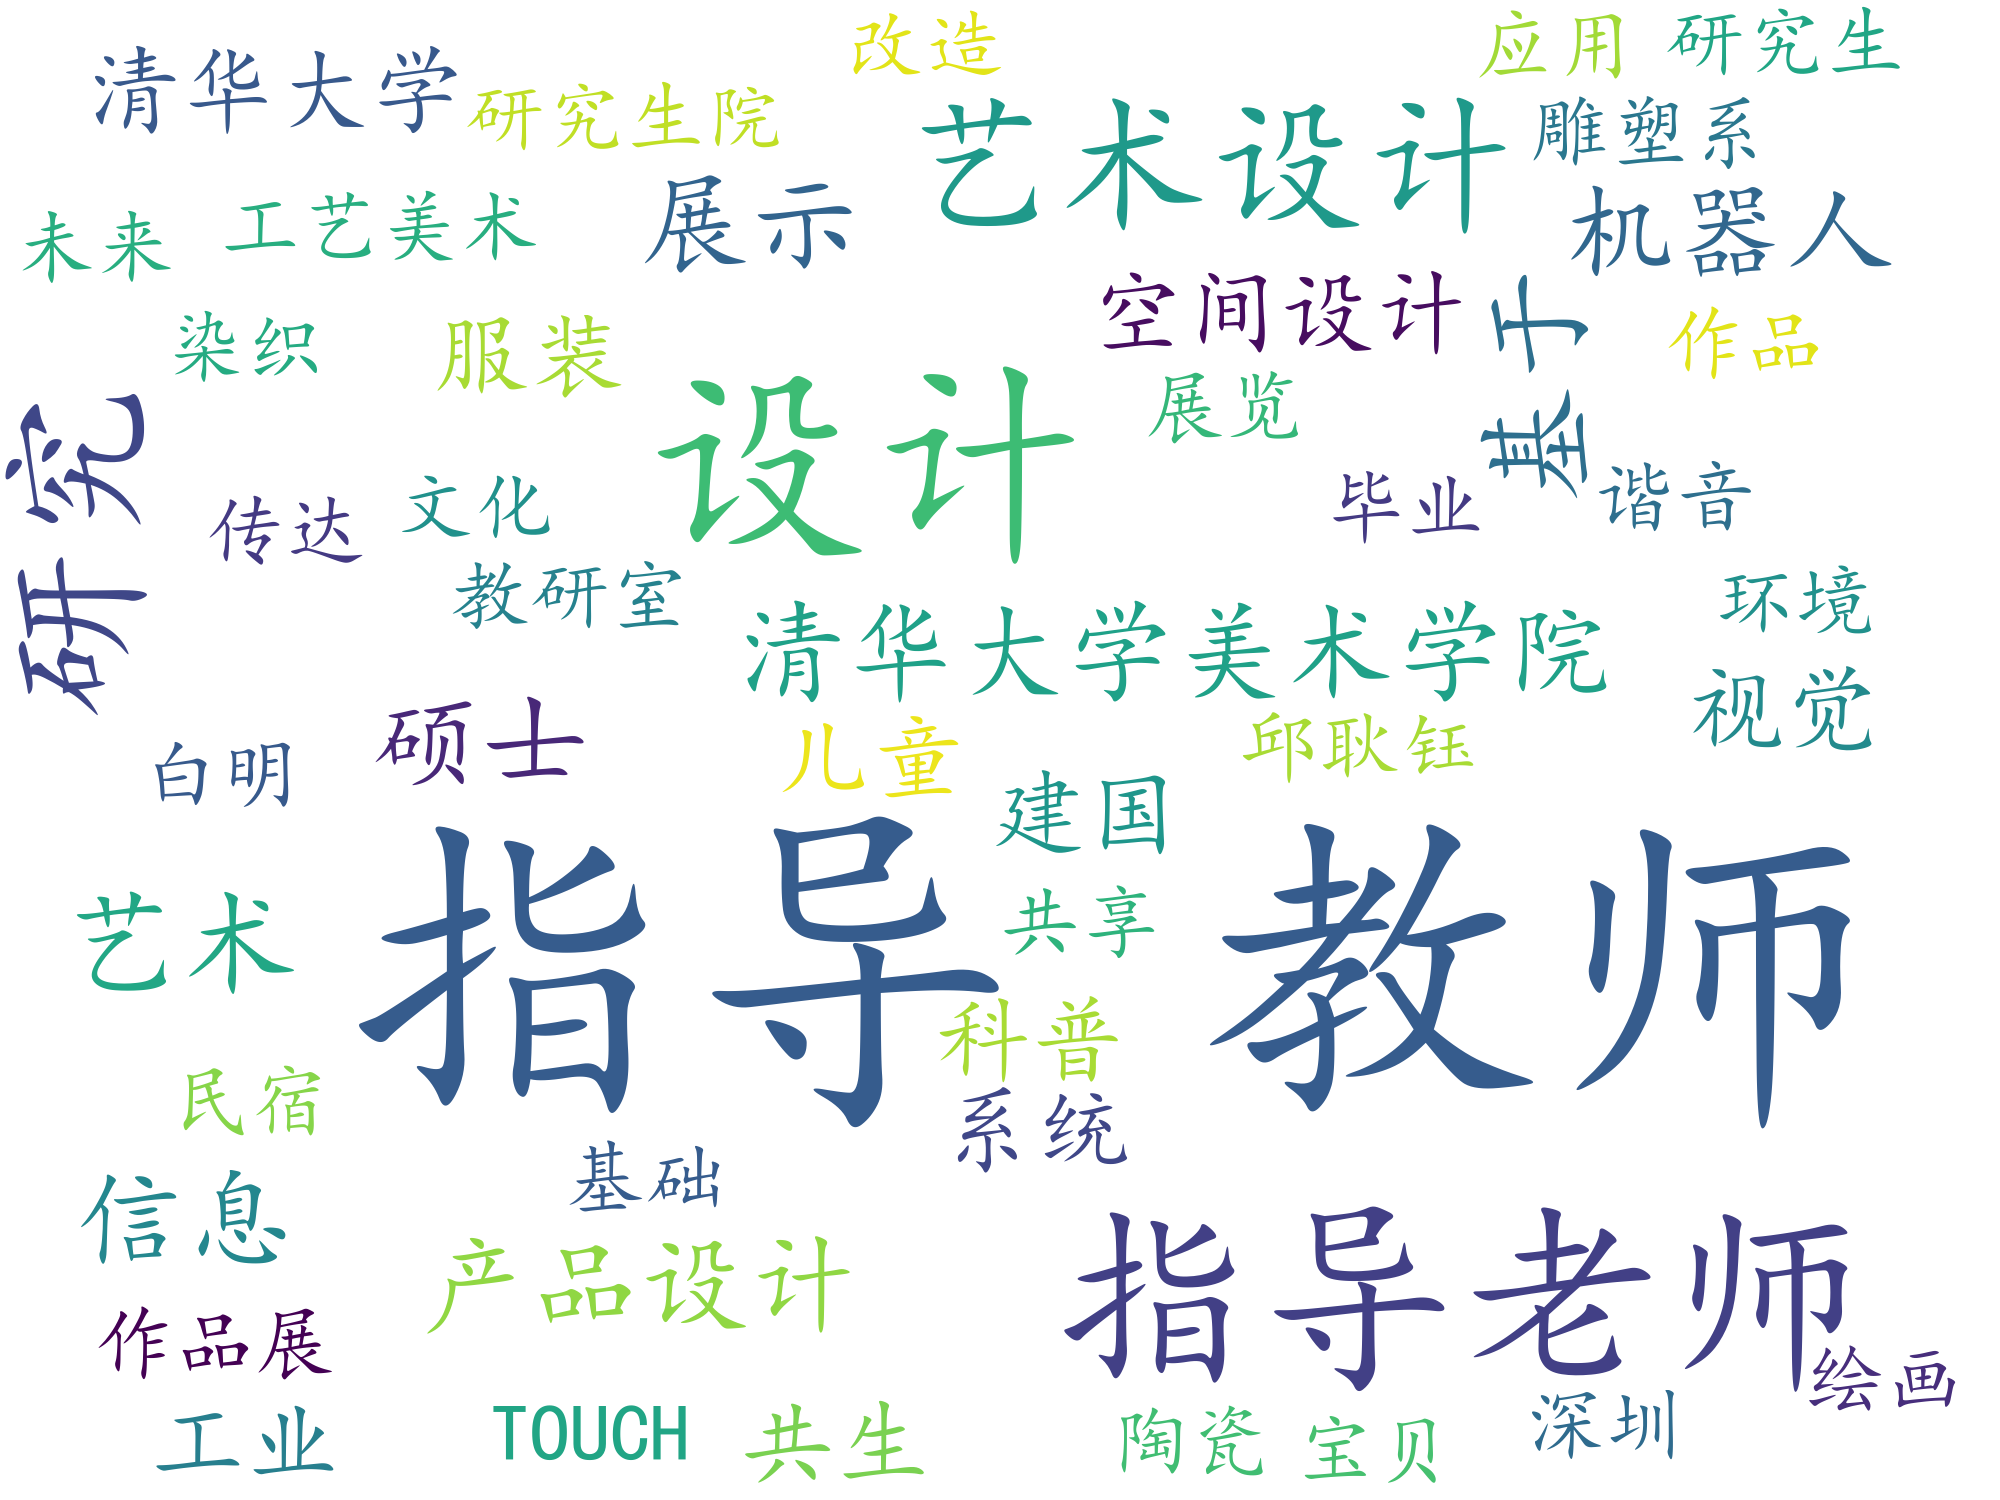 改造
应用
研究生
清华大学
研究生院
艺术设计
雕塑系
未来
工艺美术
展示
机器人
空间设计
基于
作品
染织
服装
设计
展览
研究
传达
文化
毕业
谐音
教研室
清华大学美术学院
环境
视觉
硕士
白明
儿童
邱耿钰
建国
艺术
指导教师
共享
科普
民宿
系统
基础
信息
产品设计
指导老师
作品展
绘画
工业
TOUCH
共生
陶瓷
宝贝
深圳